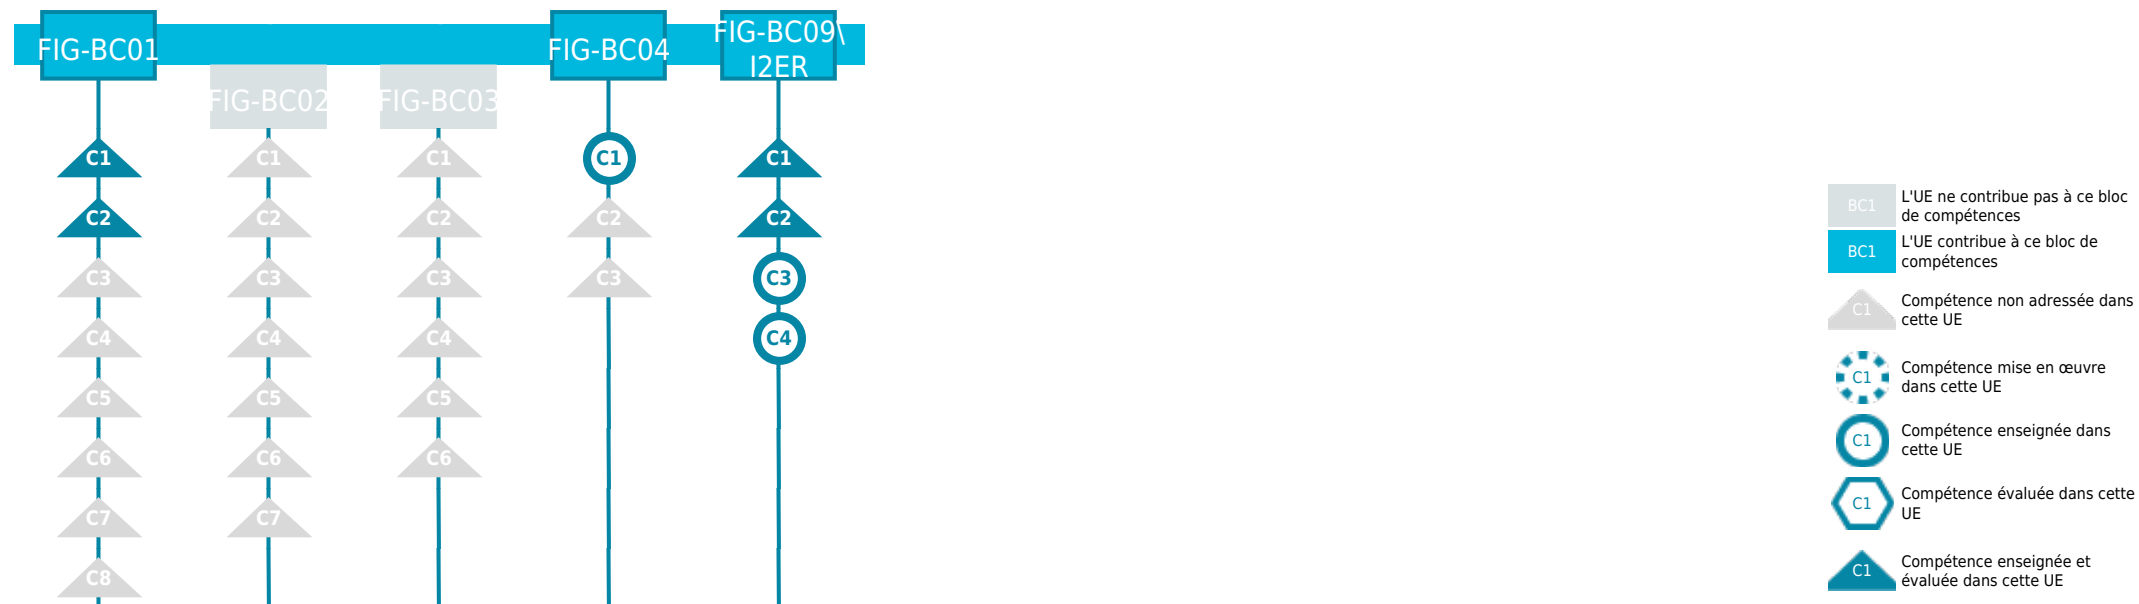 FIG-BC01
FIG-BC04
FIG-BC09\
I2ER
FIG-BC02
FIG-BC03
C1
C1
C1
C1
C1
C2
C2
C2
C2
C2
C3
C3
C3
C3
C3
C4
C4
C4
C4
C5
C5
C5
C6
C6
C6
C7
C7
C8
BC1
L'UE ne contribue pas à ce bloc
de compétences
BC1
L'UE contribue à ce bloc de
compétences
C1
Compétence non adressée dans
cette UE
C1
Compétence mise en œuvre
dans cette UE
C1
Compétence enseignée dans
cette UE
C1
Compétence évaluée dans cette
UE
C1
Compétence enseignée et
évaluée dans cette UE